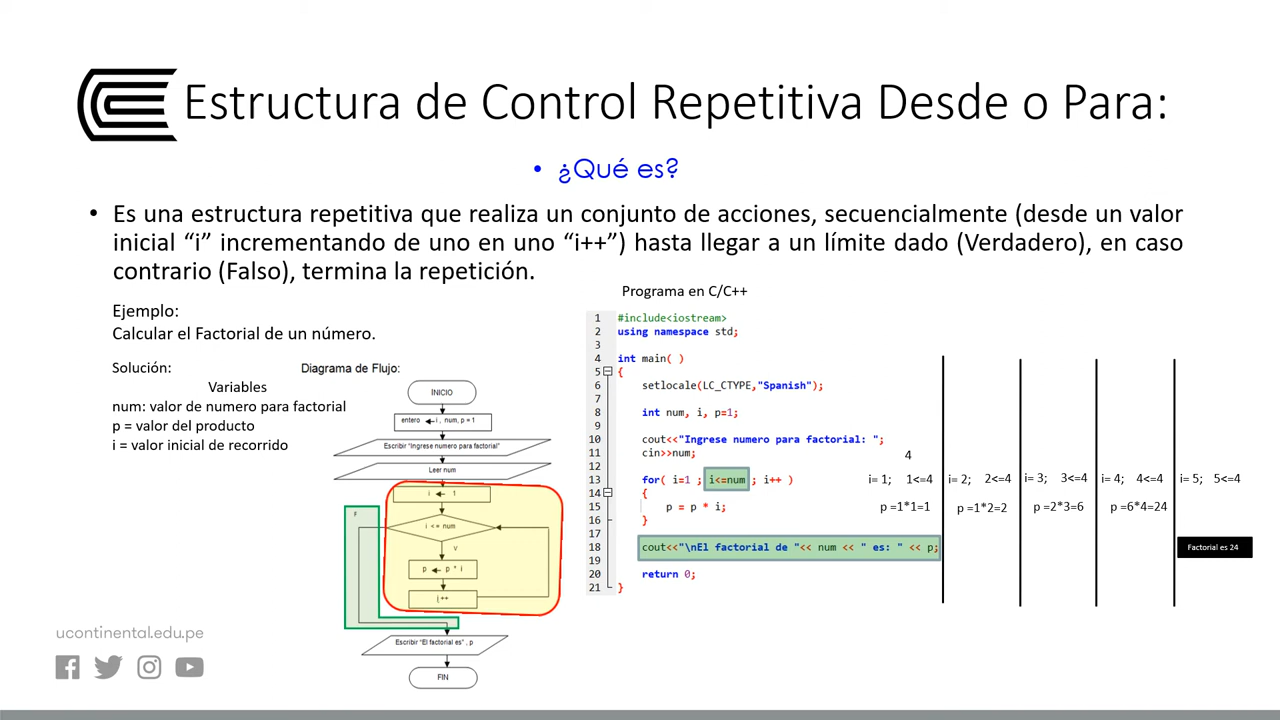 Estructura de Control Repetitiva Desde o Para:
• ¿Qué es?
• Es una estructura repetitiva que realiza un conjunto de acciones, secuencialmente (desde un valor
inicial “i” incrementando de uno en uno “i++”) hasta llegar a un límite dado (Verdadero), en caso
contrario (Falso), termina la repetición.
Ejemplo:
Calcular el Factorial de un número.
Solución:
Variables
num: valor de numero para factorial
p = valor del producto
i = valor inicial de recorrido
Diagrama de Flujo:
INICIO
entero ← i , num, p = 1
Escribir “Ingrese numero para factorial”
Leer num
i ← 1
F
i <= num
V
p ← p * i
i ++
Escribir “El factorial es” , p
FIN
Programa en C/C++
1 #include<iostream>
2 using namespace std;
3
4 int main( )
5 {
6 setlocale(LC_CTYPE,"Spanish");
7
8 int num, i, p=1;
9
10 cout<<"Ingrese numero para factorial: ";
11 cin>>num;
12
13 for( i=1 ; i<=num ; i++ )
14 {
15 p = p * i;
16 }
17
18 cout<<"\nEl factorial de "<< num << " es: " << p;
19
20 return 0;
21 }
4
i= 1; 1<=4
p =1*1=1
i= 2; 2<=4
p =1*2=2
i= 3; 3<=4
p =2*3=6
i= 4; 4<=4
p =6*4=24
i= 5; 5<=4
Factorial es 24
ucontinental.edu.pe